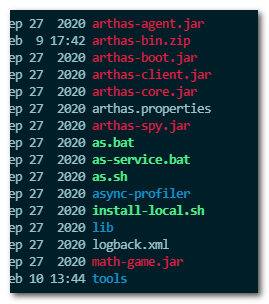 ep 27  2020 arthas-agent.jar
eb  9 17:42 arthas-bin.zip
ep 27  2020 arthas-boot.jar
ep 27  2020 arthas-client.jar
ep 27  2020 arthas-core.jar
ep 27  2020 arthas.properties
ep 27  2020 arthas-spy.jar
ep 27  2020 as.bat
ep 27  2020 as-service.bat
ep 27  2020 as.sh
ep 27  2020 async-profiler
ep 27  2020 install-local.sh
ep 27  2020 lib
ep 27  2020 logback.xml
ep 27  2020 math-game.jar
eb 10 13:44 tools